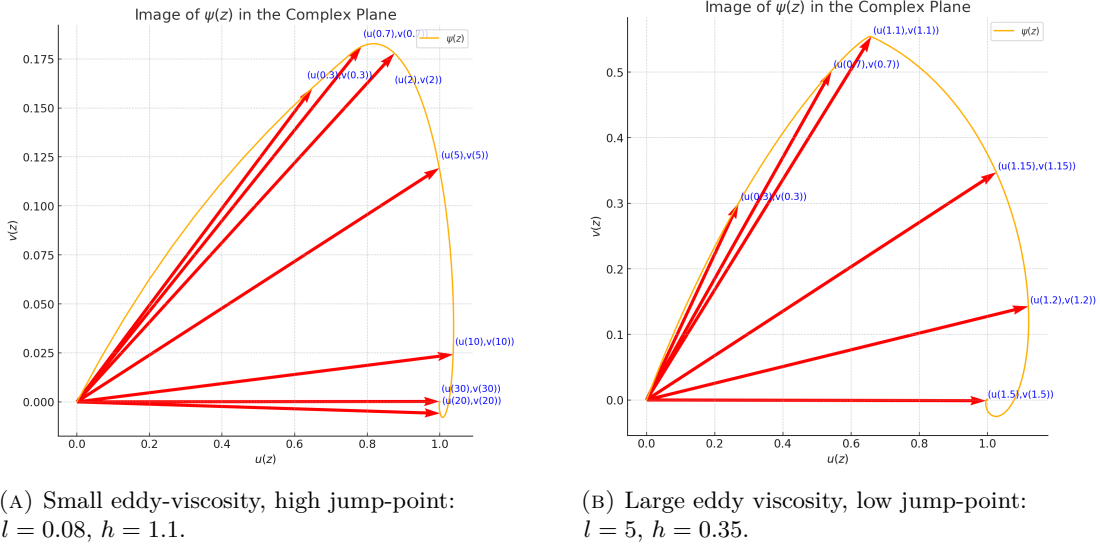 Image of ψ(z) in the Complex Plane
ψ(z)
(u(0.7),v(0.7))
(u(0.3),v(0.3))
(u(2),v(2))
(u(5),v(5))
(u(10),v(10))
(u(30),v(30))
(u(20),v(20))
0.175
0.150
0.125
0.100
0.075
0.050
0.025
0.000
v(z)
0.0 0.2 0.4 0.6 0.8 1.0
u(z)
(A) Small eddy-viscosity, high jump-point:
l = 0.08, h = 1.1.
Image of ψ(z) in the Complex Plane
ψ(z)
(u(1.1),v(1.1))
(u(0.7),v(0.7))
(u(1.15),v(1.15))
(u(0.3),v(0.3))
(u(1.2),v(1.2))
(u(1.5),v(1.5))
0.5
0.4
0.3
0.2
0.1
0.0
v(z)
0.0 0.2 0.4 0.6 0.8 1.0
u(z)
(B) Large eddy viscosity, low jump-point:
l = 5, h = 0.35.